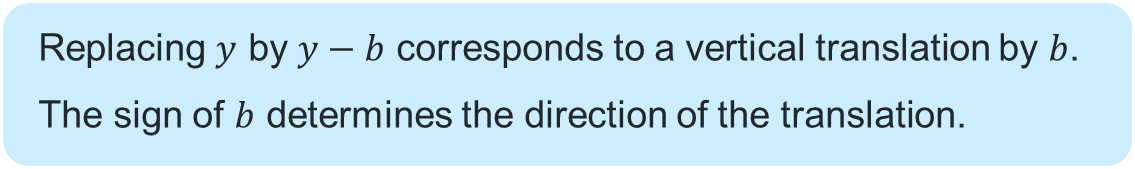 Replacing y by y − b corresponds to a vertical translation by b.
The sign of b determines the direction of the translation.